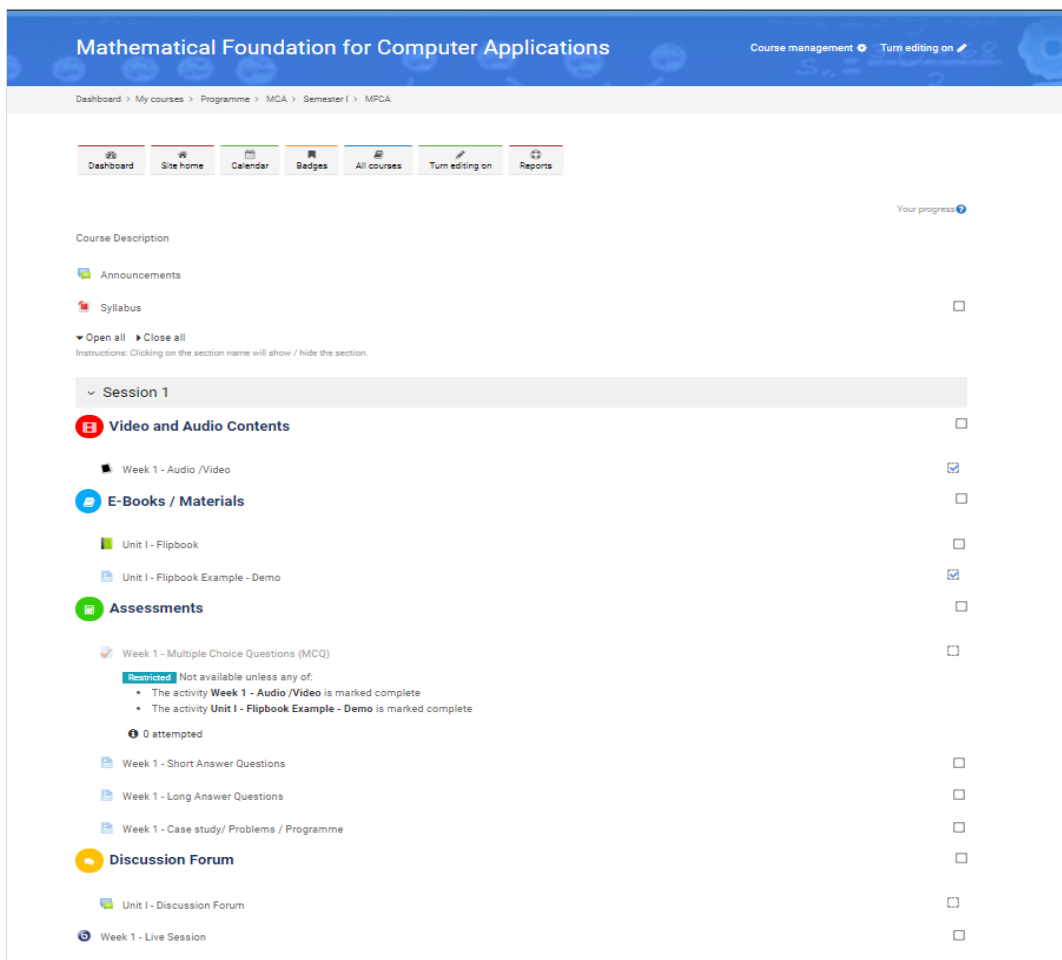 Mathematical Foundation for Computer Applications
Course management Turn editing on
Dashboard > My courses > Programme > MCA > Semester I > MFCA
Dashboard Site home Calendar Badges All courses Turn editing on Reports
Your progress
Course Description
Announcements
Syllabus
Open all Close all
Instructions: Clicking on the section name will show / hide the section.
Session 1
Video and Audio Contents
Week 1 - Audio /Video
E-Books / Materials
Unit I - Flipbook
Unit I - Flipbook Example - Demo
Assessments
Week 1 - Multiple Choice Questions (MCQ)
Restricted Not available unless any of:
• The activity Week 1 - Audio /Video is marked complete
• The activity Unit I - Flipbook Example - Demo is marked complete
0 attempted
Week 1 - Short Answer Questions
Week 1 - Long Answer Questions
Week 1 - Case study/ Problems / Programme
Discussion Forum
Unit I - Discussion Forum
Week 1 - Live Session